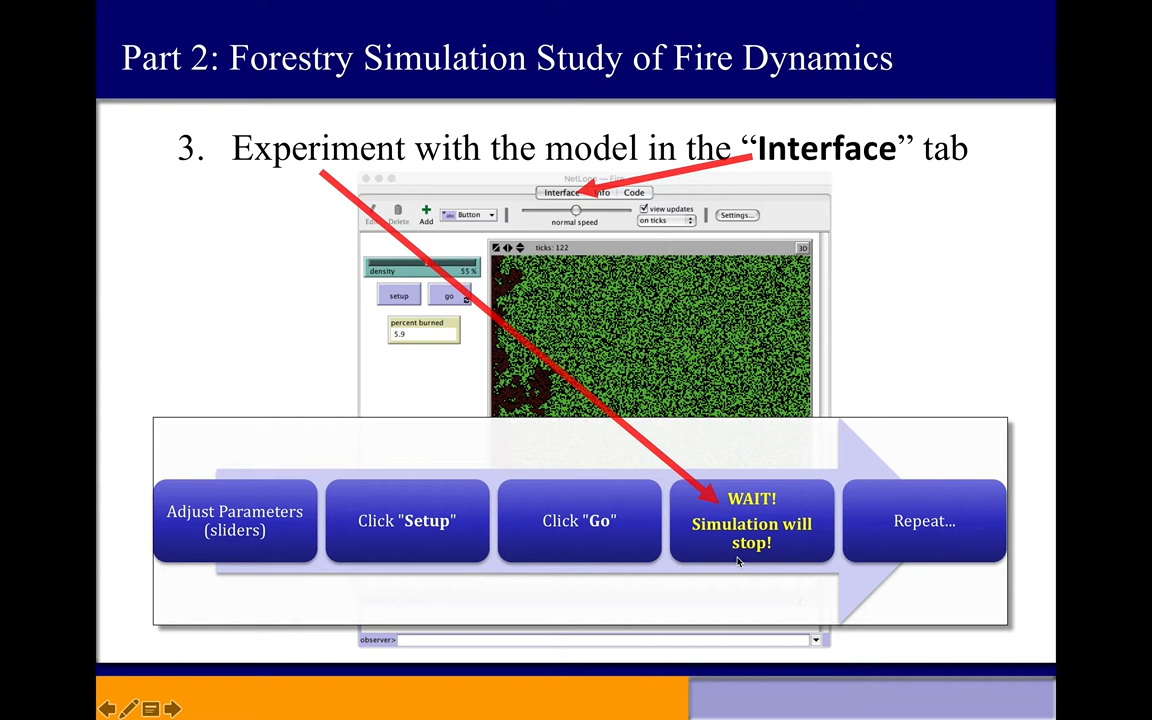 Part 2: Forestry Simulation Study of Fire Dynamics
3. Experiment with the model in the “Interface” tab
NetLogo — Fire
Interface Info Code
Edit Delete Add abc Button normal speed view updates on ticks Settings...
ticks: 122 3D
density 55 %
setup go
percent burned
5.9
Adjust Parameters
(sliders)
Click "Setup"
Click "Go"
WAIT!
Simulation will
stop!
Repeat...
observer>